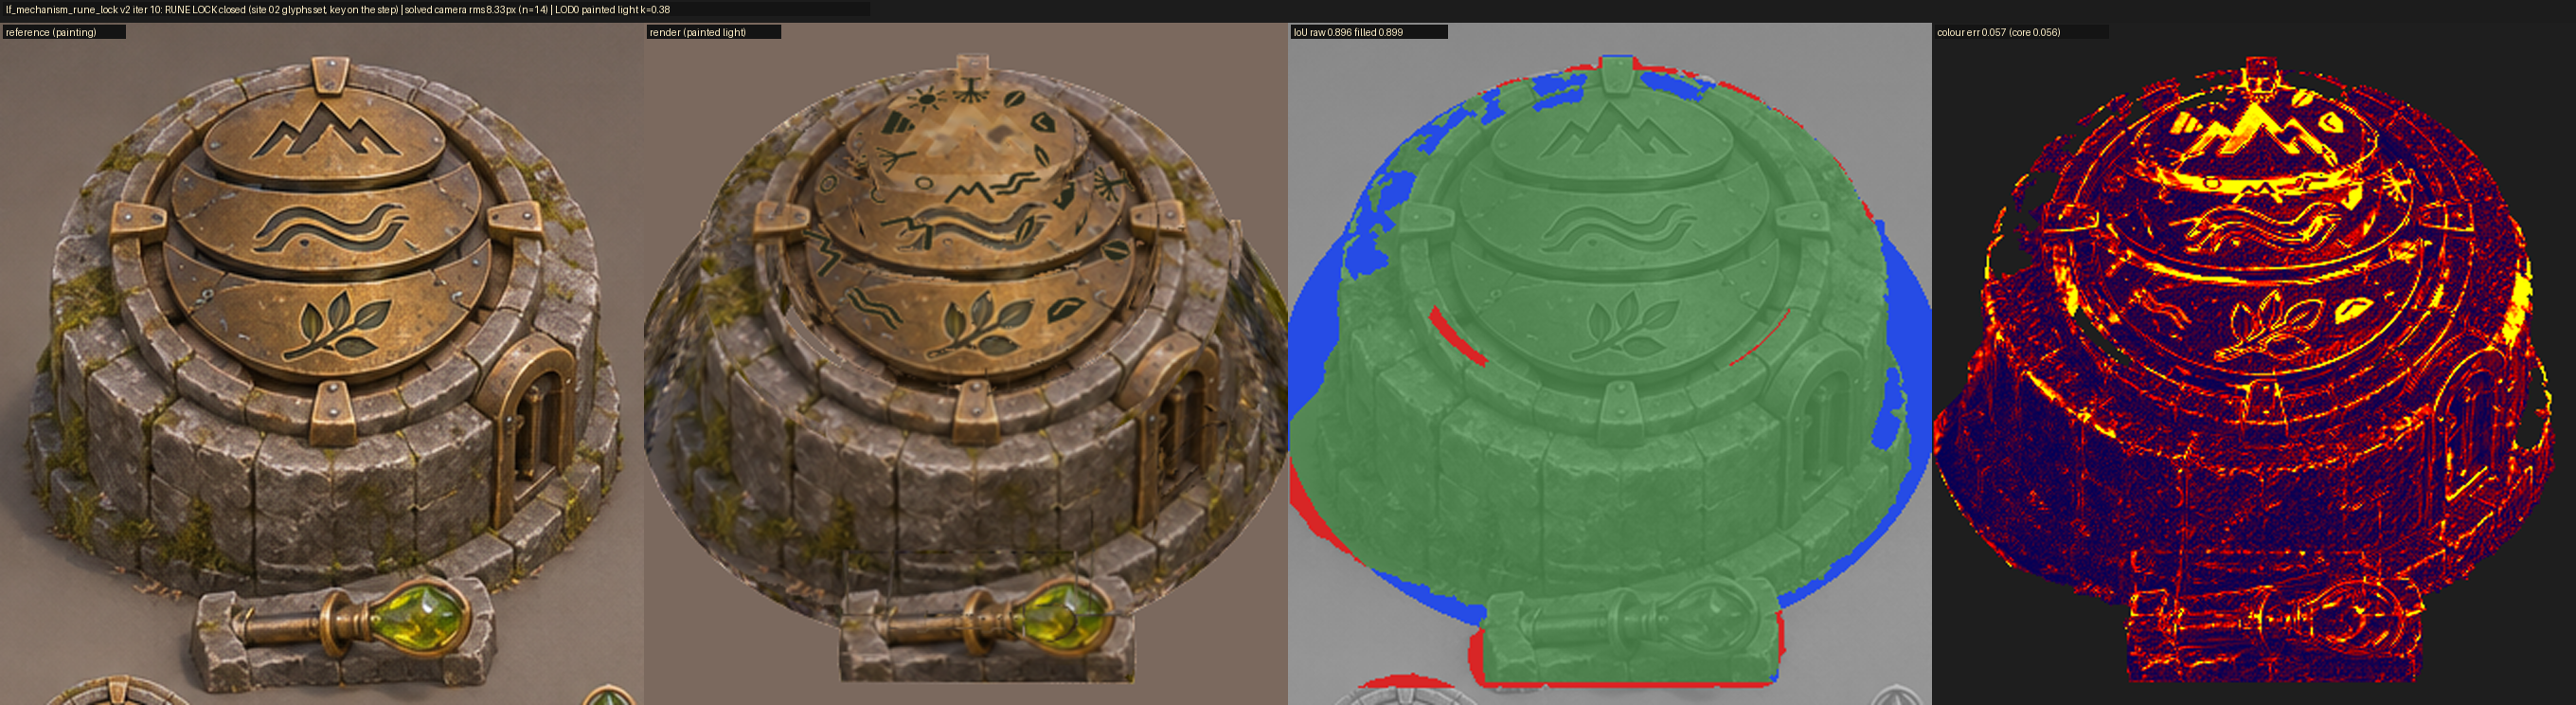 lf_mechanism_rune_lock v2 iter 10: RUNE LOCK closed (site 02 glyphs set, key on the step) | solved camera rms 8.33px (n=14) | LOD0 painted light k=0.38
reference (painting)
render (painted light)
IoU raw 0.896 filled 0.899
colour err 0.057 (core 0.056)